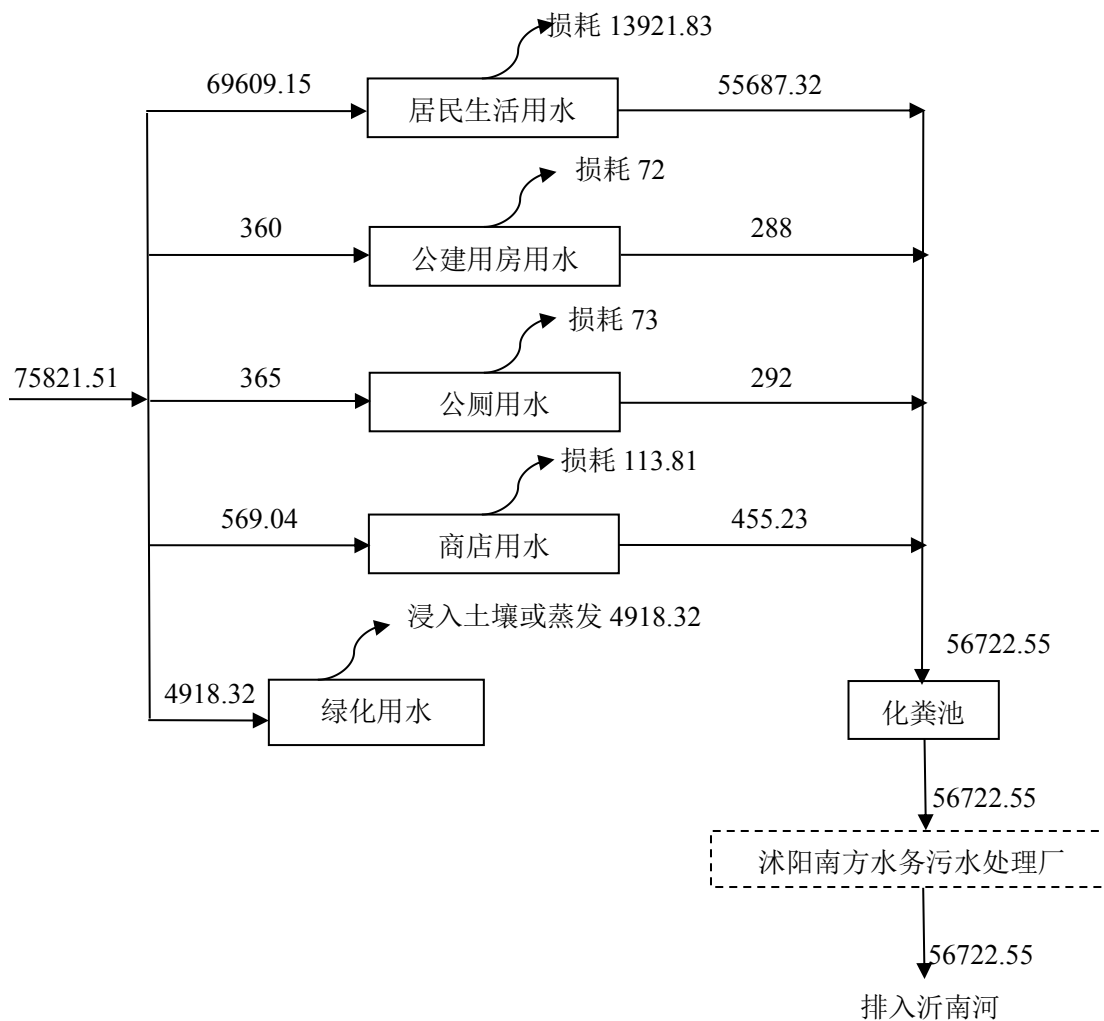 损耗 13921.83
69609.15
居民生活用水
55687.32
损耗 72
360
公建用房用水
288
损耗 73
75821.51
365
公厕用水
292
损耗 113.81
569.04
商店用水
455.23
浸入土壤或蒸发 4918.32
4918.32
绿化用水
56722.55
化粪池
56722.55
沭阳南方水务污水处理厂
56722.55
排入沂南河